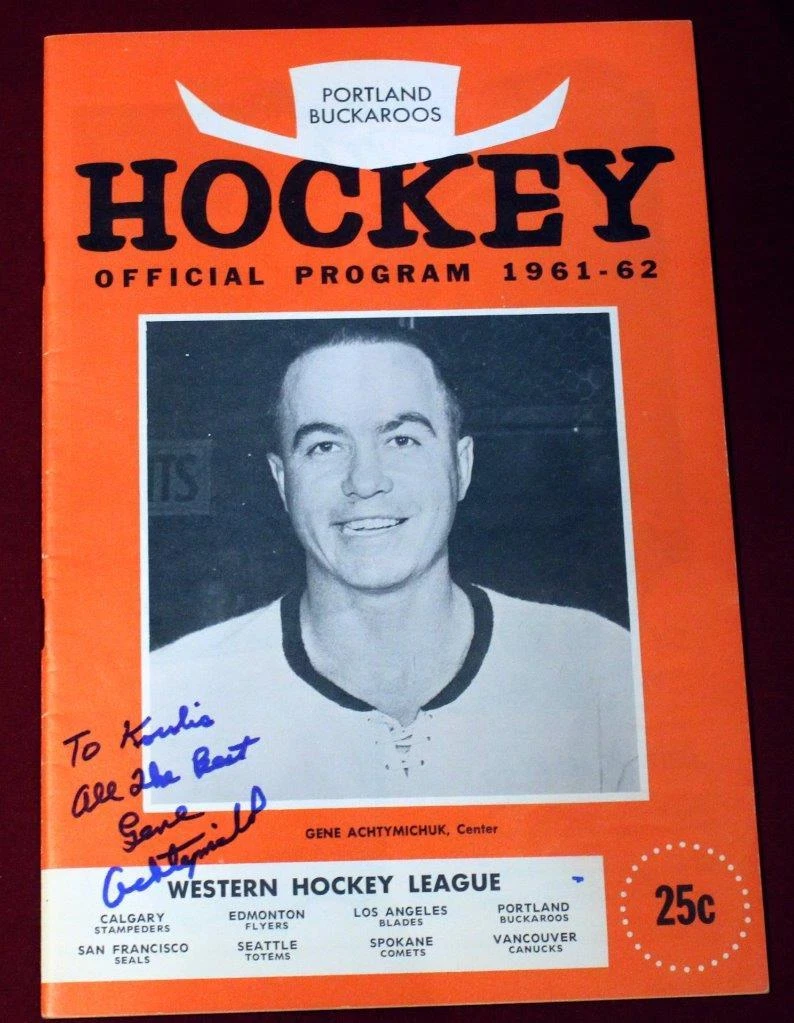 PORTLAND
BUCKAROOS
HOCKEY
OFFICIAL PROGRAM 1961-62
TS
To
All The Best
Gene
GENE ACHTYMICHUK, Center
WESTERN HOCKEY LEAGUE
CALGARY STAMPEDERS
EDMONTON FLYERS
LOS ANGELES BLADES
PORTLAND BUCKAROOS
SAN FRANCISCO SEALS
SEATTLE TOTEMS
SPOKANE COMETS
VANCOUVER CANUCKS
25c